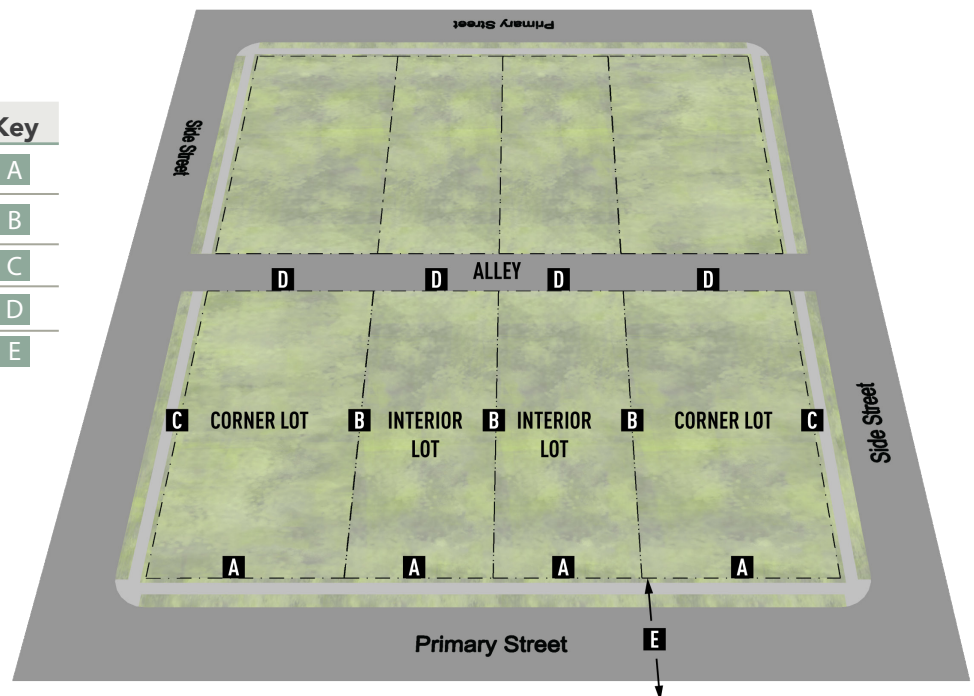 Primary Street
Side Street
Key
A
B
C
D
E
ALLEY
D
D
D
D
C
CORNER LOT
B
INTERIOR
LOT
B
INTERIOR
LOT
B
CORNER LOT
C
Side Street
A
A
A
A
Primary Street
E